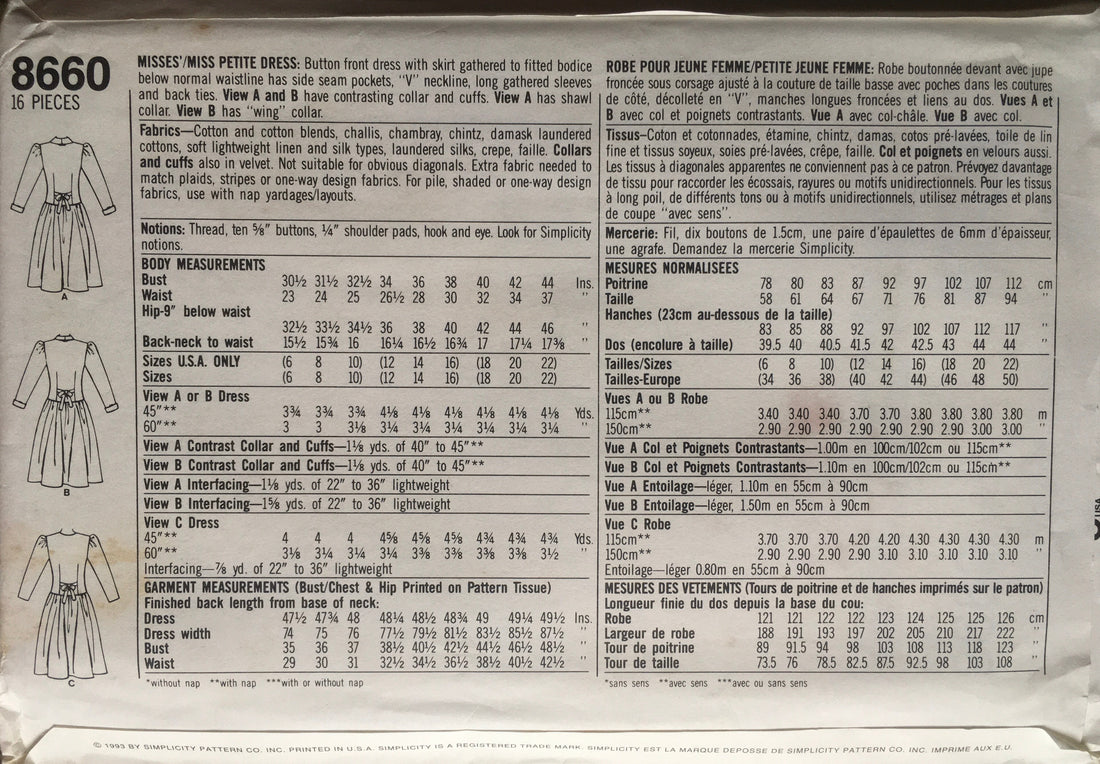 8660
16 PIECES
A
B
C
MISSES'/MISS PETITE DRESS: Button front dress with skirt gathered to fitted bodice
below normal waistline has side seam pockets, "V" neckline, long gathered sleeves
and back ties. View A and B have contrasting collar and cuffs. View A has shawl
collar. View B has "wing" collar.
Fabrics—Cotton and cotton blends, challis, chambray, chintz, damask laundered
cottons, soft lightweight linen and silk types, laundered silks, crepe, faille. Collars
and cuffs also in velvet. Not suitable for obvious diagonals. Extra fabric needed to
match plaids, stripes or one-way design fabrics. For pile, shaded or one-way design
fabrics, use with nap yardages/layouts.
Notions: Thread, ten ⅝" buttons, ¼" shoulder pads, hook and eye. Look for Simplicity
notions.
BODY MEASUREMENTS
Bust 30½ 31½ 32½ 34 36 38 40 42 44 Ins.
Waist 23 24 25 26½ 28 30 32 34 37 "
Hip-9" below waist
32½ 33½ 34½ 36 38 40 42 44 46 "
Back-neck to waist 15½ 15¾ 16 16¼ 16½ 16¾ 17 17¼ 17⅜ "
Sizes U.S.A. ONLY (6 8 10) (12 14 16) (18 20 22)
Sizes (6 8 10) (12 14 16) (18 20 22)
View A or B Dress
45"** 3¾ 3¾ 3¾ 4⅛ 4⅛ 4⅛ 4⅛ 4⅛ 4⅛ Yds.
60"** 3 3 3⅛ 3¼ 3¼ 3¼ 3¼ 3¼ 3¼ "
View A Contrast Collar and Cuffs—1⅛ yds. of 40" to 45"**
View B Contrast Collar and Cuffs—1⅛ yds. of 40" to 45"**
View A Interfacing—1⅛ yds. of 22" to 36" lightweight
View B Interfacing—1⅝ yds. of 22" to 36" lightweight
View C Dress
45"** 4 4 4 4⅝ 4⅝ 4⅝ 4¾ 4¾ 4¾ Yds.
60"** 3⅛ 3¼ 3¼ 3¼ 3⅜ 3⅜ 3⅜ 3⅜ 3½ "
Interfacing—⅞ yd. of 22" to 36" lightweight
GARMENT MEASUREMENTS (Bust/Chest & Hip Printed on Pattern Tissue)
Finished back length from base of neck:
Dress 47½ 47¾ 48 48¼ 48½ 48¾ 49 49¼ 49½ Ins.
Dress width 74 75 76 77½ 79½ 81½ 83½ 85½ 87½ "
Bust 35 36 37 38½ 40½ 42½ 44½ 46½ 48½ "
Waist 29 30 31 32½ 34½ 36½ 38½ 40½ 42½ "
*without nap **with nap ***with or without nap
ROBE POUR JEUNE FEMME/PETITE JEUNE FEMME: Robe boutonnée devant avec jupe
froncée sous corsage ajusté à la couture de taille basse avec poches dans les coutures
de côté, décolleté en "V", manches longues froncées et liens au dos. Vues A et
B avec col et poignets contrastants. Vue A avec col-châle. Vue B avec col.
Tissus—Coton et cotonnades, étamine, chintz, damas, cotos pré-lavées, toile de lin
fine et tissus soyeux, soies pré-lavées, crêpe, faille. Col et poignets en velours aussi.
Les tissus à diagonales apparentes ne conviennent pas à ce patron. Prévoyez davantage
de tissu pour raccorder les écossais, rayures ou motifs unidirectionnels. Pour les tissus
à long poil, de différents tons ou à motifs unidirectionnels, utilisez métrages et plans
de coupe "avec sens".
Mercerie: Fil, dix boutons de 1.5cm, une paire d'épaulettes de 6mm d'épaisseur,
une agrafe. Demandez la mercerie Simplicity.
MESURES NORMALISEES
Poitrine 78 80 83 87 92 97 102 107 112 cm
Taille 58 61 64 67 71 76 81 87 94 "
Hanches (23cm au-dessous de la taille)
83 85 88 92 97 102 107 112 117 "
Dos (encolure à taille) 39.5 40 40.5 41.5 42 42.5 43 44 44 "
Tailles/Sizes (6 8 10) (12 14 16) (18 20 22)
Tailles-Europe (34 36 38) (40 42 44) (46 48 50)
Vues A ou B Robe
115cm** 3.40 3.40 3.40 3.70 3.70 3.80 3.80 3.80 3.80 m
150cm** 2.90 2.90 2.90 2.90 2.90 2.90 2.90 3.00 3.00 "
Vue A Col et Poignets Contrastants—1.00m en 100cm/102cm ou 115cm**
Vue B Col et Poignets Contrastants—1.10m en 100cm/102cm ou 115cm**
Vue A Entoilage—léger, 1.10m en 55cm à 90cm
Vue B Entoilage—léger, 1.50m en 55cm à 90cm
Vue C Robe
115cm** 3.70 3.70 3.70 4.20 4.20 4.30 4.30 4.30 4.30 m
150cm** 2.90 2.90 2.90 2.90 3.10 3.10 3.10 3.10 3.10 "
Entoilage—léger 0.80m en 55cm à 90cm
MESURES DES VETEMENTS (Tours de poitrine et de hanches imprimés sur le patron)
Longueur finie du dos depuis la base du cou:
Robe 121 121 122 122 123 124 125 125 126 cm
Largeur de robe 188 191 193 197 202 205 210 217 222 "
Tour de poitrine 89 91.5 94 98 103 108 113 118 123 "
Tour de taille 73.5 76 78.5 82.5 87.5 92.5 98 103 108 "
*sans sens **avec sens ***avec ou sans sens
USA
© 1993 BY SIMPLICITY PATTERN CO. INC. PRINTED IN U.S.A. SIMPLICITY IS A REGISTERED TRADE MARK. SIMPLICITY EST LA MARQUE DEPOSSE DE SIMPLICITY PATTERN CO. INC. IMPRIME AUX E.U.